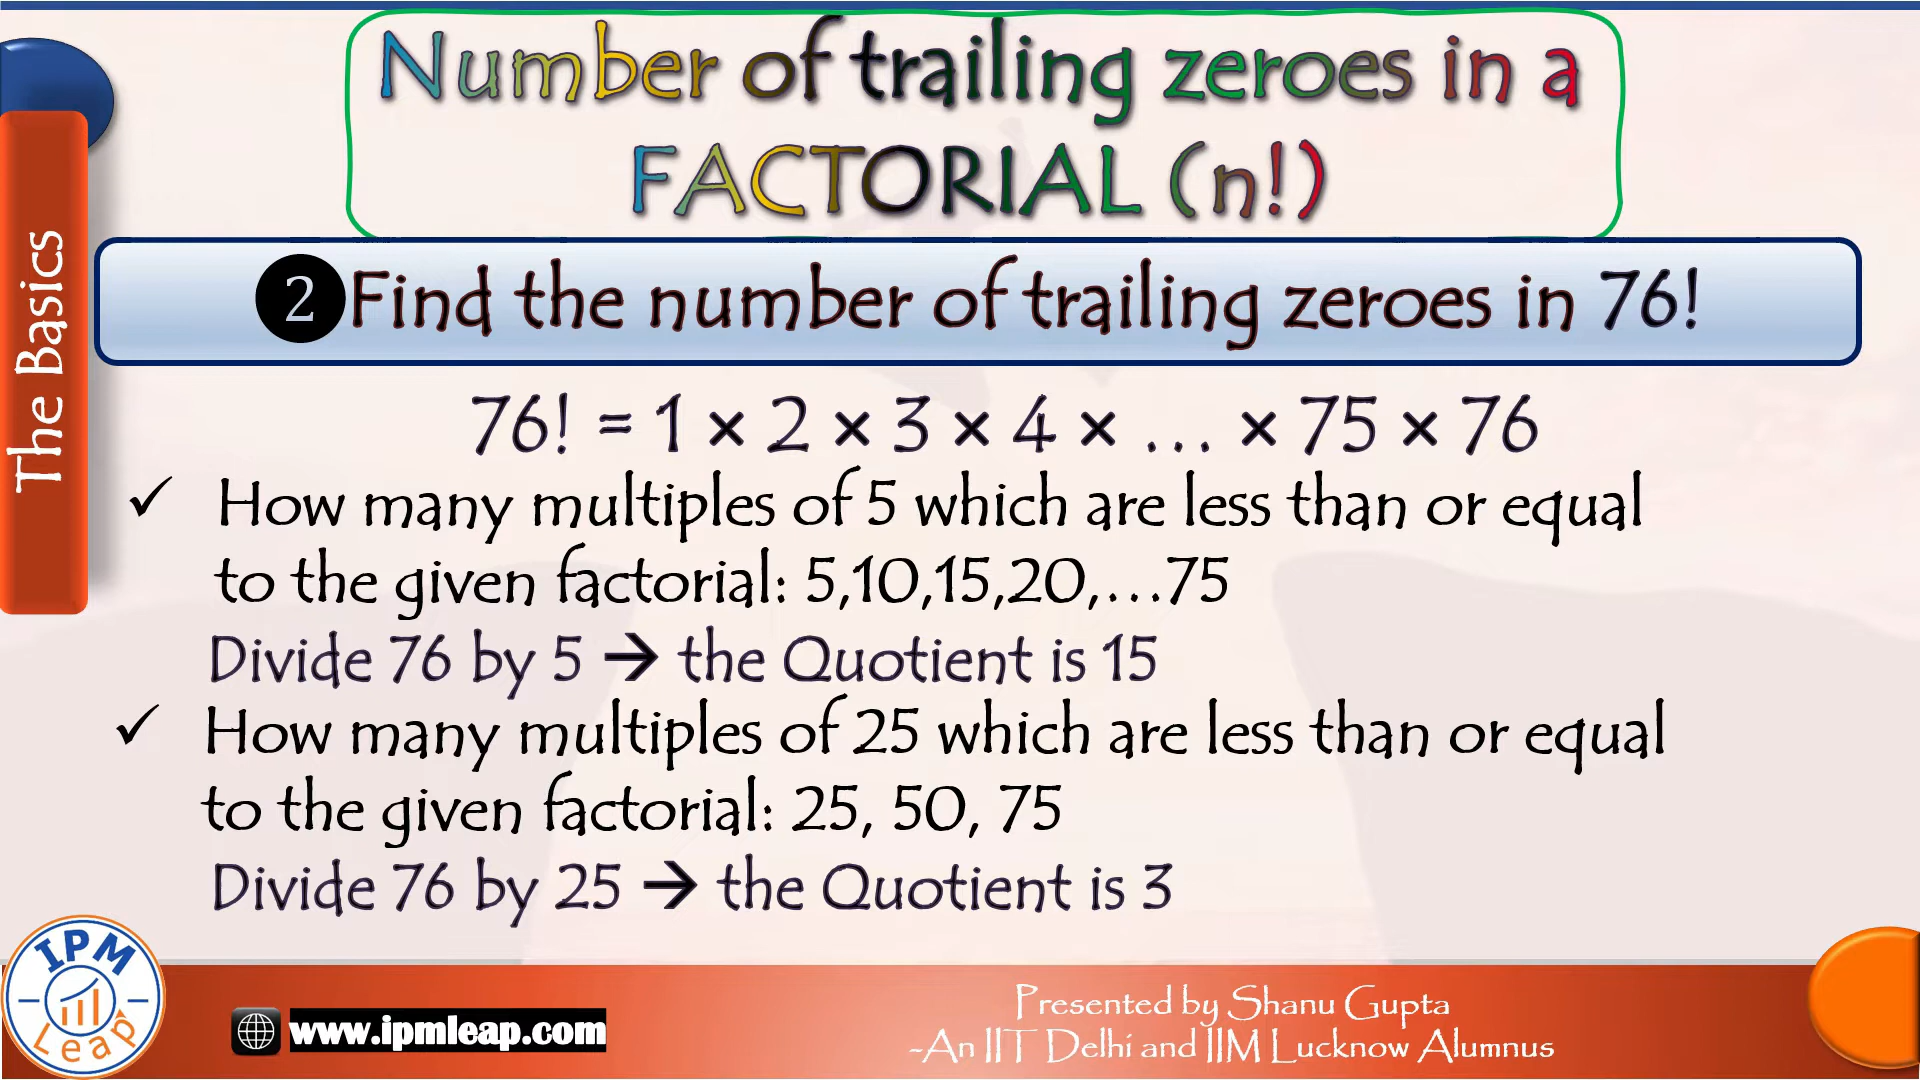 Number of trailing zeroes in a
FACTORIAL (n!)
The Basics
2 Find the number of trailing zeroes in 76!
76! = 1 × 2 × 3 × 4 × … × 75 × 76
✓ How many multiples of 5 which are less than or equal
to the given factorial: 5,10,15,20,…75
Divide 76 by 5 → the Quotient is 15
✓ How many multiples of 25 which are less than or equal
to the given factorial: 25, 50, 75
Divide 76 by 25 → the Quotient is 3
IPM
Leap
www.ipmleap.com
Presented by Shanu Gupta
-An IIT Delhi and IIM Lucknow Alumnus